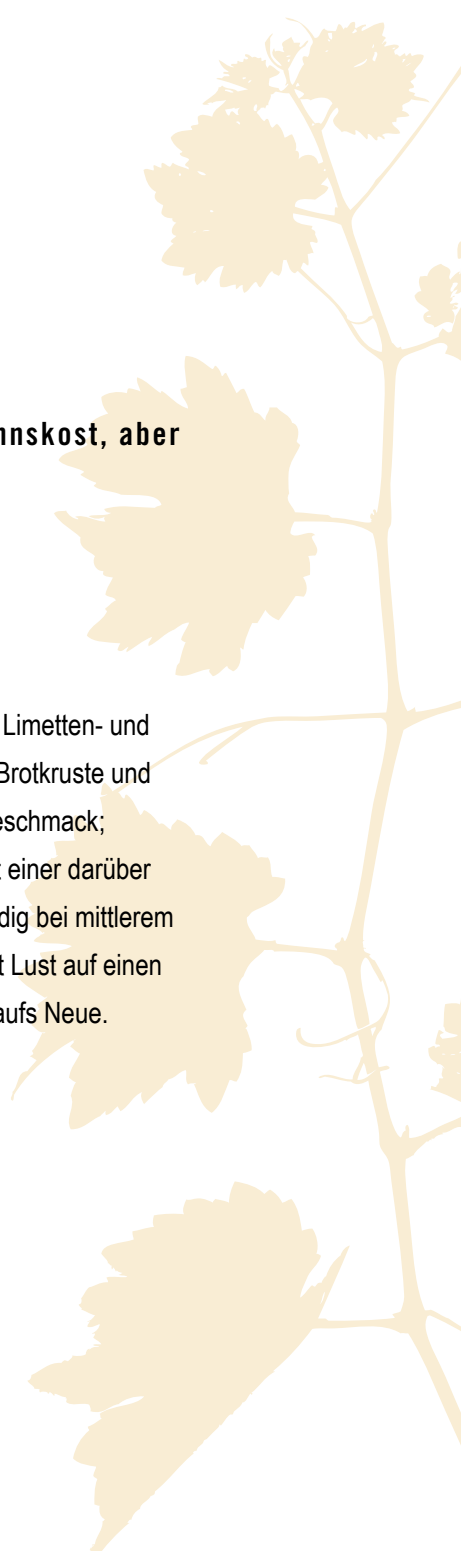 nnskost, aber
Limetten- und
Brotkruste und
eschmack;
einer darüber
dig bei mittlerem
t Lust auf einen
aufs Neue.